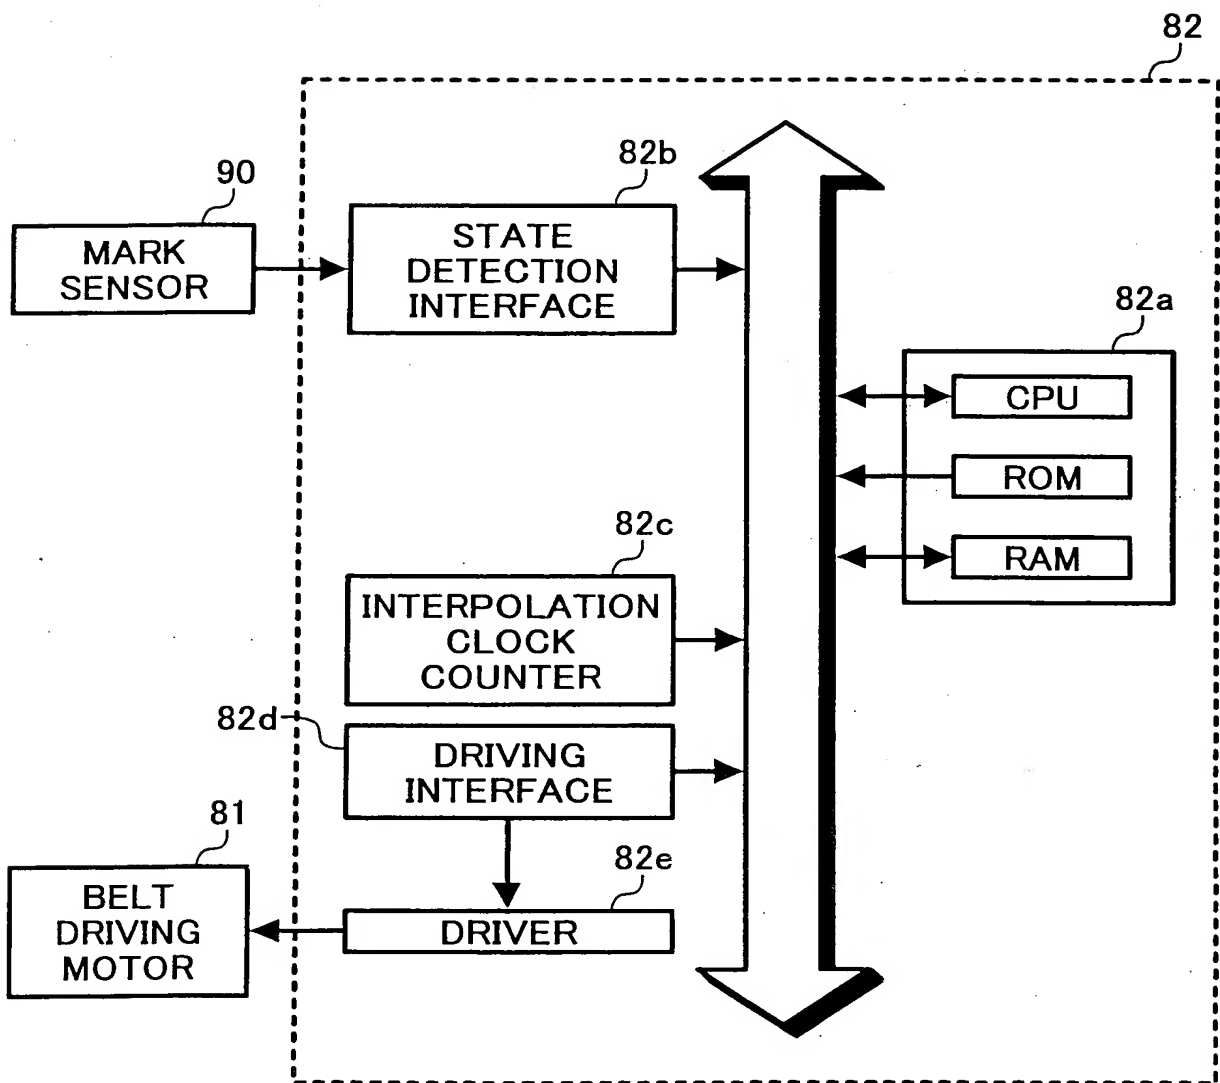 82
90
MARK
SENSOR
82b
STATE
DETECTION
INTERFACE
82a
CPU
ROM
RAM
82c
INTERPOLATION
CLOCK
COUNTER
82d
DRIVING
INTERFACE
81
BELT
DRIVING
MOTOR
82e
DRIVER